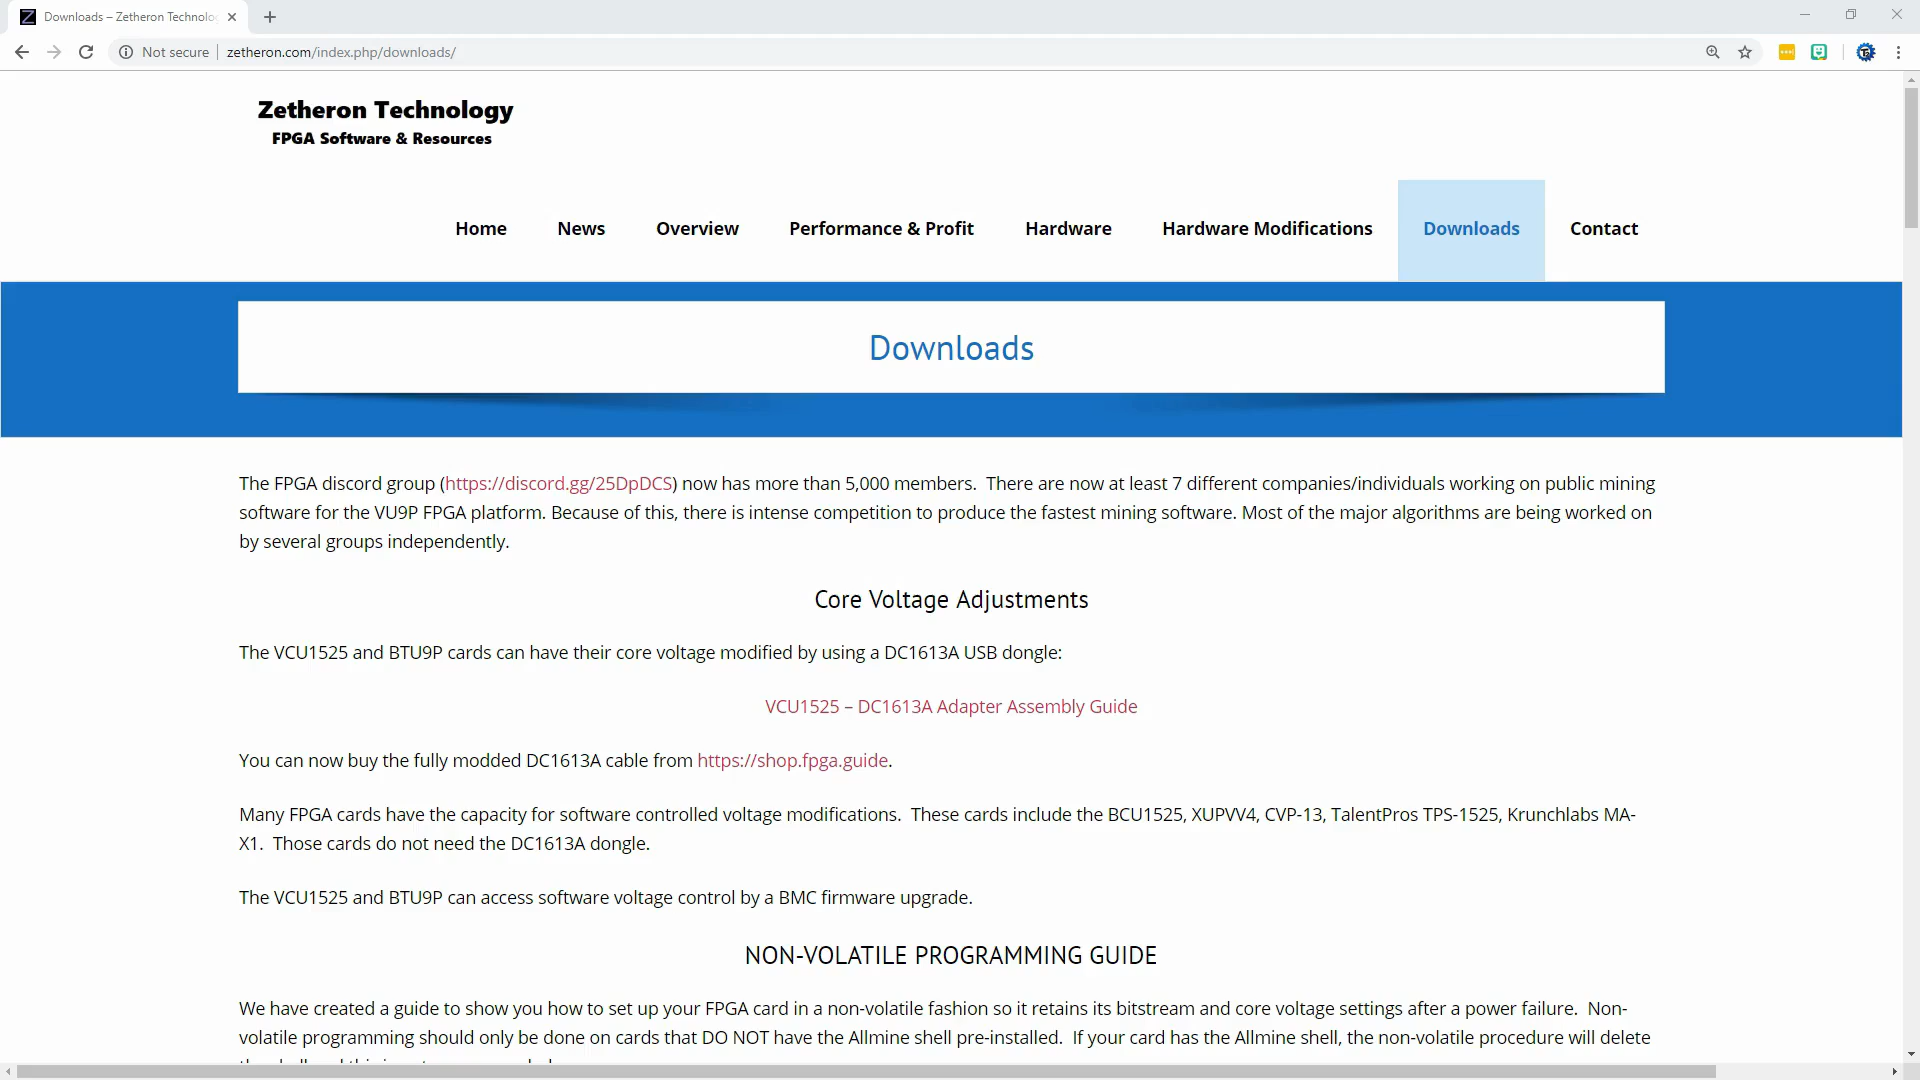 Downloads – Zetheron Technolo
Not secure
zetheron.com/index.php/downloads/
Zetheron Technology
FPGA Software & Resources
Home News Overview Performance & Profit Hardware Hardware Modifications Downloads Contact
Downloads
The FPGA discord group (https://discord.gg/25DpDCS) now has more than 5,000 members. There are now at least 7 different companies/individuals working on public mining
software for the VU9P FPGA platform. Because of this, there is intense competition to produce the fastest mining software. Most of the major algorithms are being worked on
by several groups independently.
Core Voltage Adjustments
The VCU1525 and BTU9P cards can have their core voltage modified by using a DC1613A USB dongle:
VCU1525 – DC1613A Adapter Assembly Guide
You can now buy the fully modded DC1613A cable from https://shop.fpga.guide.
Many FPGA cards have the capacity for software controlled voltage modifications. These cards include the BCU1525, XUPVV4, CVP-13, TalentPros TPS-1525, Krunchlabs MA-
X1. Those cards do not need the DC1613A dongle.
The VCU1525 and BTU9P can access software voltage control by a BMC firmware upgrade.
NON-VOLATILE PROGRAMMING GUIDE
We have created a guide to show you how to set up your FPGA card in a non-volatile fashion so it retains its bitstream and core voltage settings after a power failure. Non-
volatile programming should only be done on cards that DO NOT have the Allmine shell pre-installed. If your card has the Allmine shell, the non-volatile procedure will delete